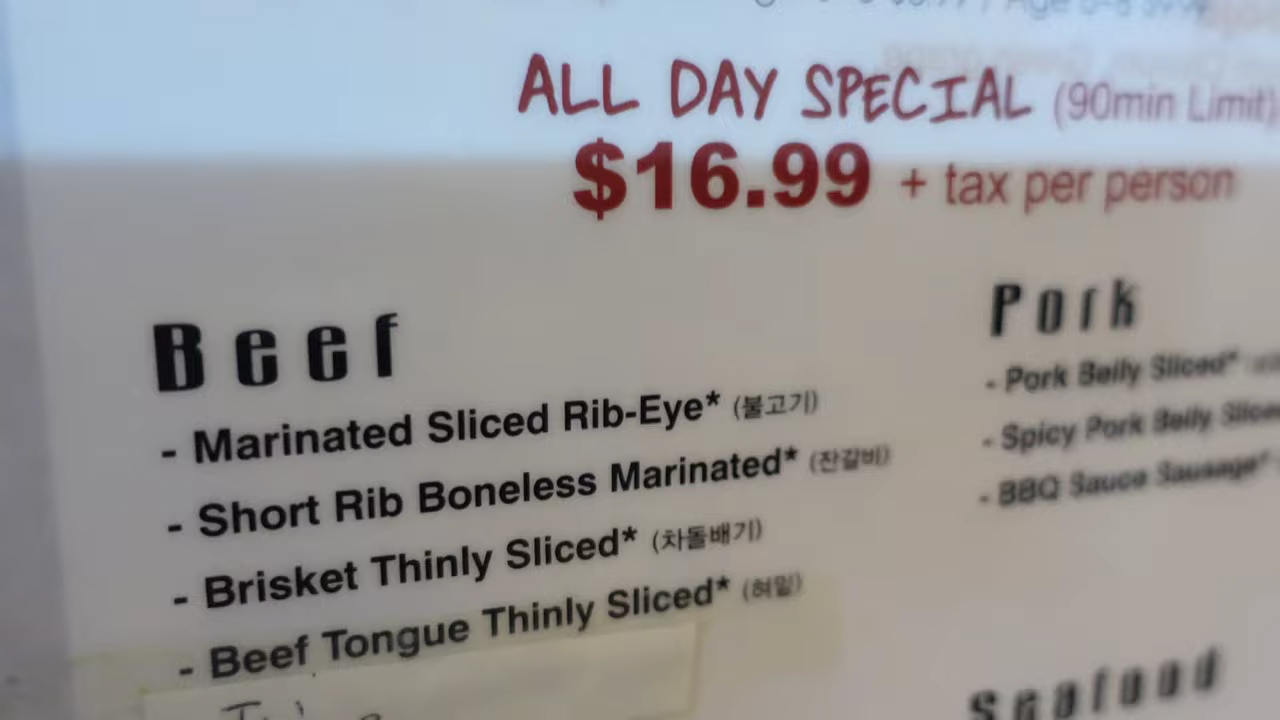 ALL DAY SPECIAL (90min Limit)
$16.99 + tax per person
Beef
- Marinated Sliced Rib-Eye* (불고기)
- Short Rib Boneless Marinated* (잔갈비)
- Brisket Thinly Sliced* (차돌배기)
- Beef Tongue Thinly Sliced* (혀밑)
Pork
- Pork Belly Sliced*
- Spicy Pork Belly Slice
- BBQ Sauce Sausage*
Seafood